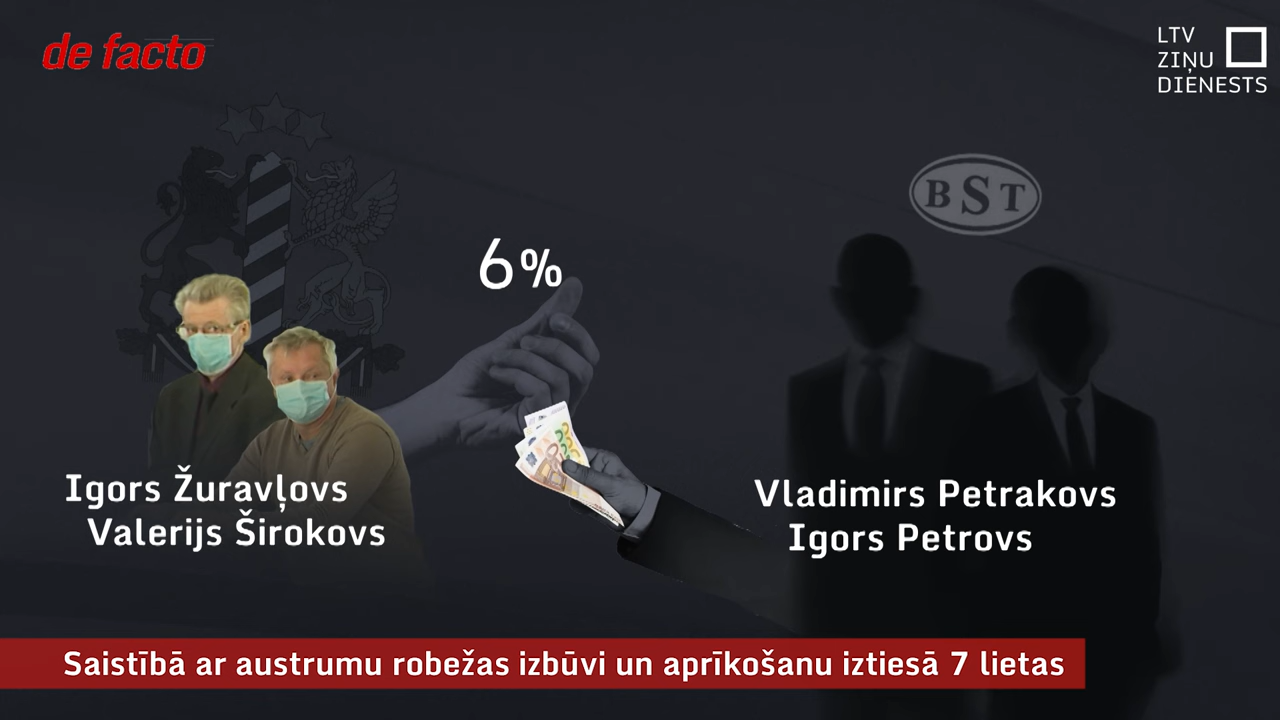 de facto
LTV
ZIŅU
DIENESTS
BST
6%
Igors Žuravļovs
Valerijs Širokovs
Vladimirs Petrakovs
Igors Petrovs
Saistībā ar austrumu robežas izbūvi un aprīkošanu iztiesā 7 lietas